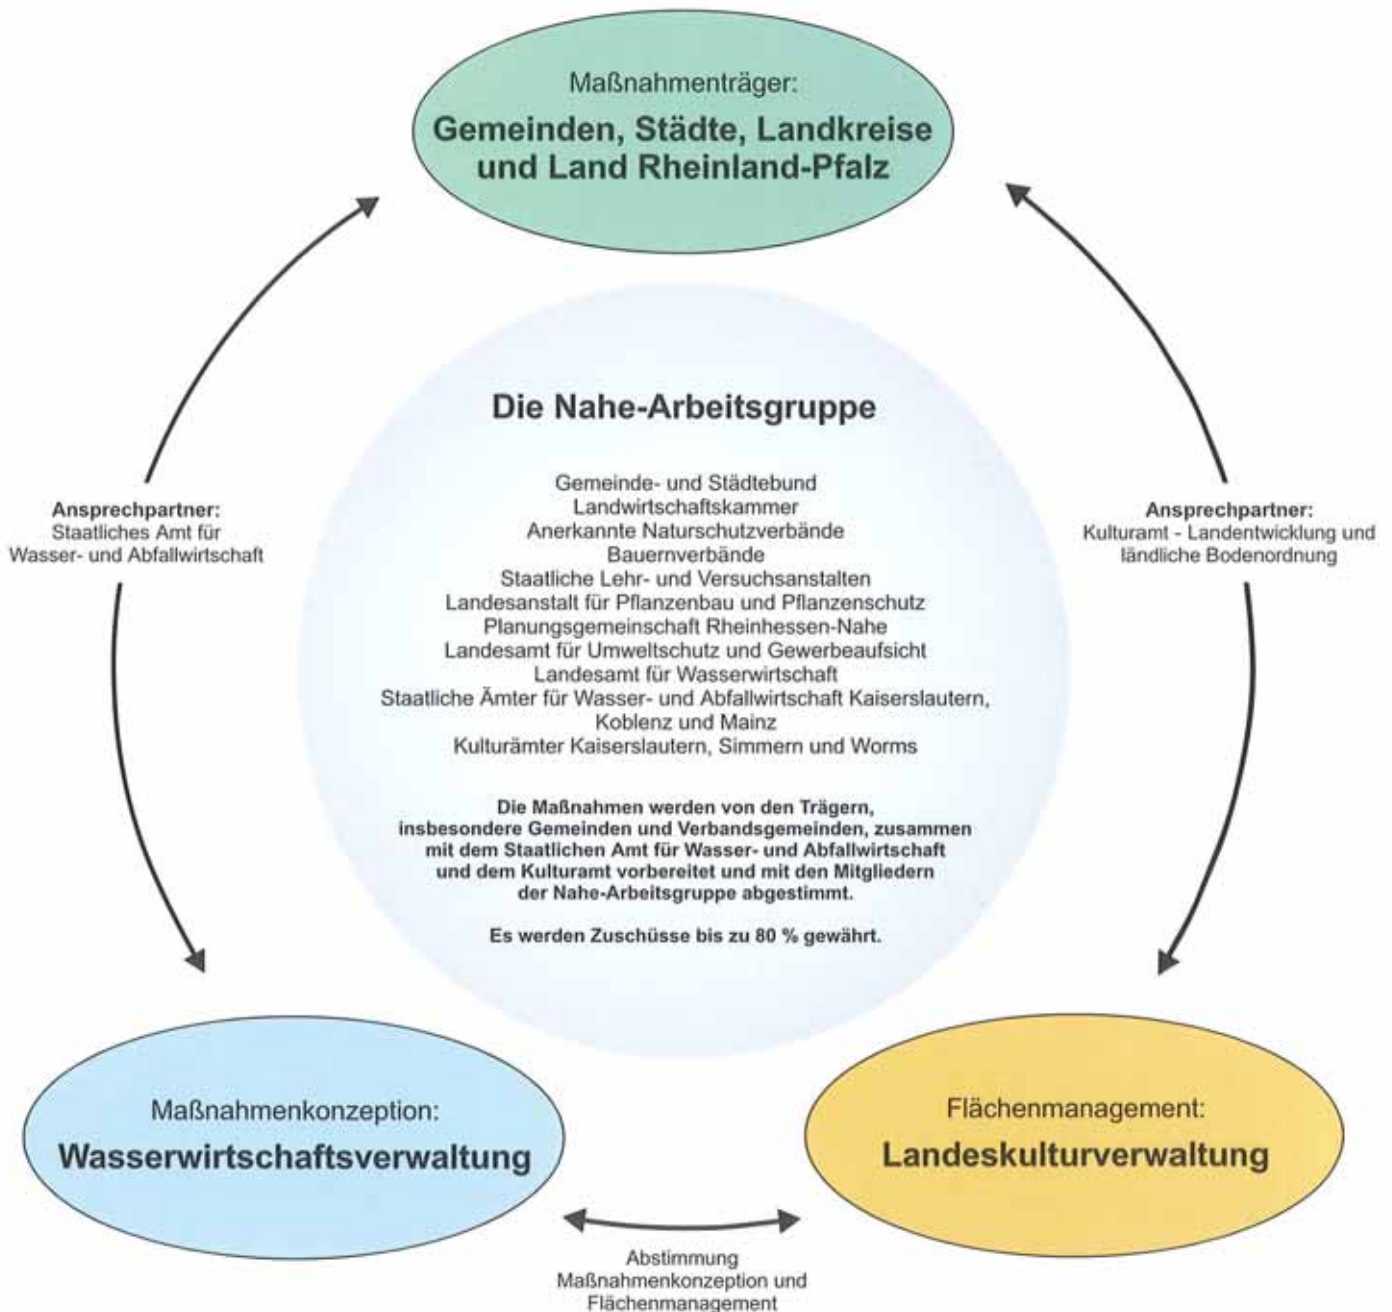 Maßnahmenträger:
Gemeinden, Städte, Landkreise
und Land Rheinland-Pfalz
Die Nahe-Arbeitsgruppe
Gemeinde- und Städtebund
Landwirtschaftskammer
Anerkannte Naturschutzverbände
Bauernverbände
Staatliche Lehr- und Versuchsanstalten
Landesanstalt für Pflanzenbau und Pflanzenschutz
Planungsgemeinschaft Rheinhessen-Nahe
Landesamt für Umweltschutz und Gewerbeaufsicht
Landesamt für Wasserwirtschaft
Staatliche Ämter für Wasser- und Abfallwirtschaft Kaiserslautern,
Koblenz und Mainz
Kulturämter Kaiserslautern, Simmern und Worms
Die Maßnahmen werden von den Trägern,
insbesondere Gemeinden und Verbandsgemeinden, zusammen
mit dem Staatlichen Amt für Wasser- und Abfallwirtschaft
und dem Kulturamt vorbereitet und mit den Mitgliedern
der Nahe-Arbeitsgruppe abgestimmt.
Es werden Zuschüsse bis zu 80 % gewährt.
Ansprechpartner:
Staatliches Amt für
Wasser- und Abfallwirtschaft
Ansprechpartner:
Kulturamt - Landentwicklung und
ländliche Bodenordnung
Maßnahmenkonzeption:
Wasserwirtschaftsverwaltung
Flächenmanagement:
Landeskulturverwaltung
Abstimmung
Maßnahmenkonzeption und
Flächenmanagement